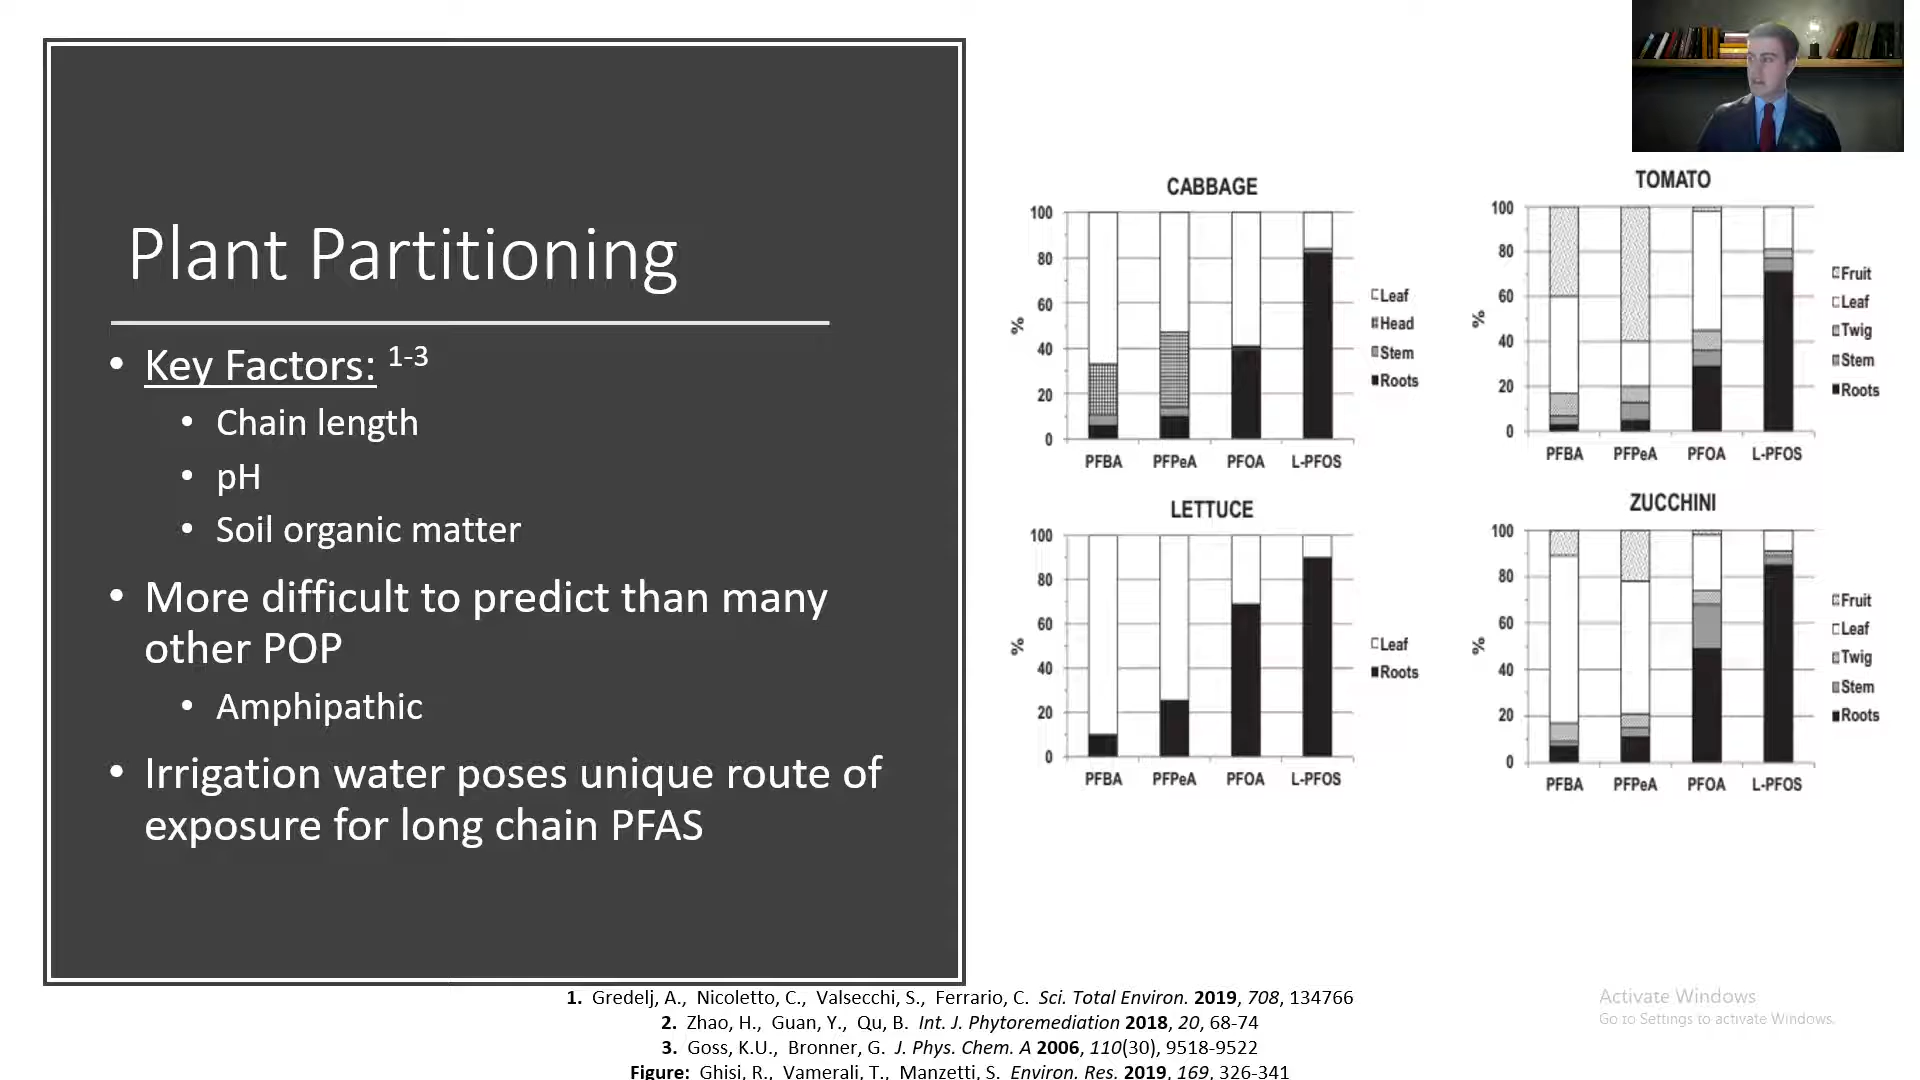 Plant Partitioning
• Key Factors: 1-3
• Chain length
• pH
• Soil organic matter
• More difficult to predict than many
other POP
• Amphipathic
• Irrigation water poses unique route of
exposure for long chain PFAS
CABBAGE
100
80
60
40
20
0
%
PFBA PFPeA PFOA L-PFOS
Leaf
Head
Stem
Roots
TOMATO
100
80
60
40
20
0
%
PFBA PFPeA PFOA L-PFOS
Fruit
Leaf
Twig
Stem
Roots
LETTUCE
100
80
60
40
20
0
%
PFBA PFPeA PFOA L-PFOS
Leaf
Roots
ZUCCHINI
100
80
60
40
20
0
%
PFBA PFPeA PFOA L-PFOS
Fruit
Leaf
Twig
Stem
Roots
1. Gredelj, A., Nicoletto, C., Valsecchi, S., Ferrario, C. Sci. Total Environ. 2019, 708, 134766
2. Zhao, H., Guan, Y., Qu, B. Int. J. Phytoremediation 2018, 20, 68-74
3. Goss, K.U., Bronner, G. J. Phys. Chem. A 2006, 110(30), 9518-9522
Figure: Ghisi, R., Vamerali, T., Manzetti, S. Environ. Res. 2019, 169, 326-341
Activate Windows
Go to Settings to activate Windows.